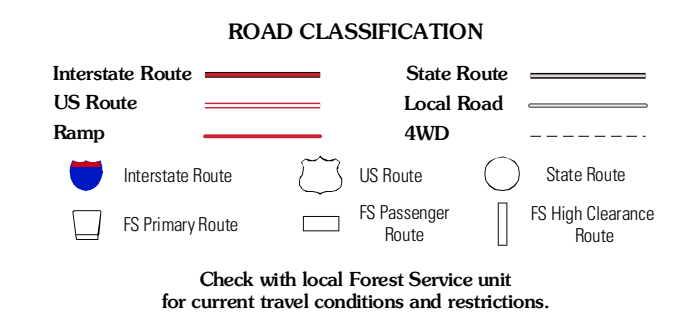 ROAD CLASSIFICATION
Interstate Route
State Route
US Route
Local Road
Ramp
4WD
Interstate Route
US Route
State Route
FS Primary Route
FS Passenger
Route
FS High Clearance
Route
Check with local Forest Service unit
for current travel conditions and restrictions.